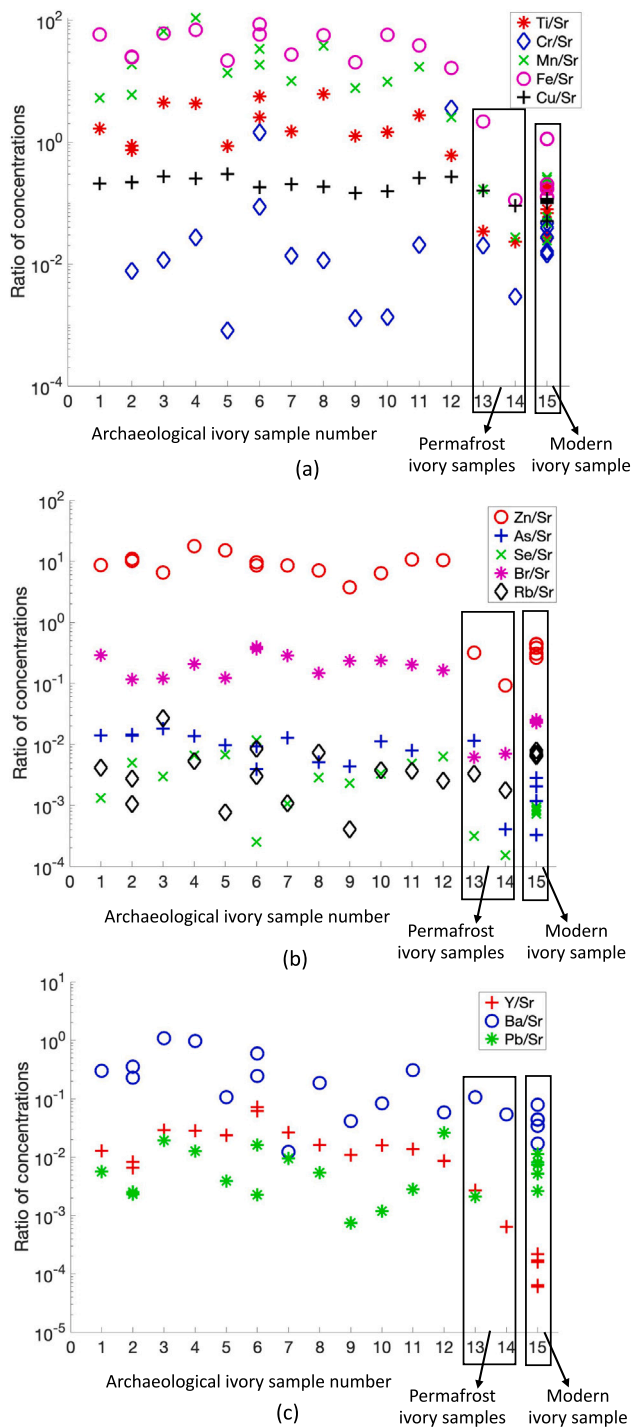 10^2
Ti/Sr
Cr/Sr
Mn/Sr
Fe/Sr
Cu/Sr
10^0
Ratio of concentrations
10^-2
10^-4
0 1 2 3 4 5 6 7 8 9 10 11 12 13 14 15
Archaeological ivory sample number
Permafrost
ivory samples
Modern
ivory sample
(a)
10^2
Zn/Sr
As/Sr
Se/Sr
Br/Sr
Rb/Sr
10^1
10^0
Ratio of concentrations
10^-1
10^-2
10^-3
10^-4
0 1 2 3 4 5 6 7 8 9 10 11 12 13 14 15
Archaeological ivory sample number
Permafrost
ivory samples
Modern
ivory sample
(b)
10^1
Y/Sr
Ba/Sr
Pb/Sr
10^0
10^-1
Ratio of concentrations
10^-2
10^-3
10^-4
10^-5
0 1 2 3 4 5 6 7 8 9 10 11 12 13 14 15
Archaeological ivory sample number
Permafrost
ivory samples
Modern
ivory sample
(c)